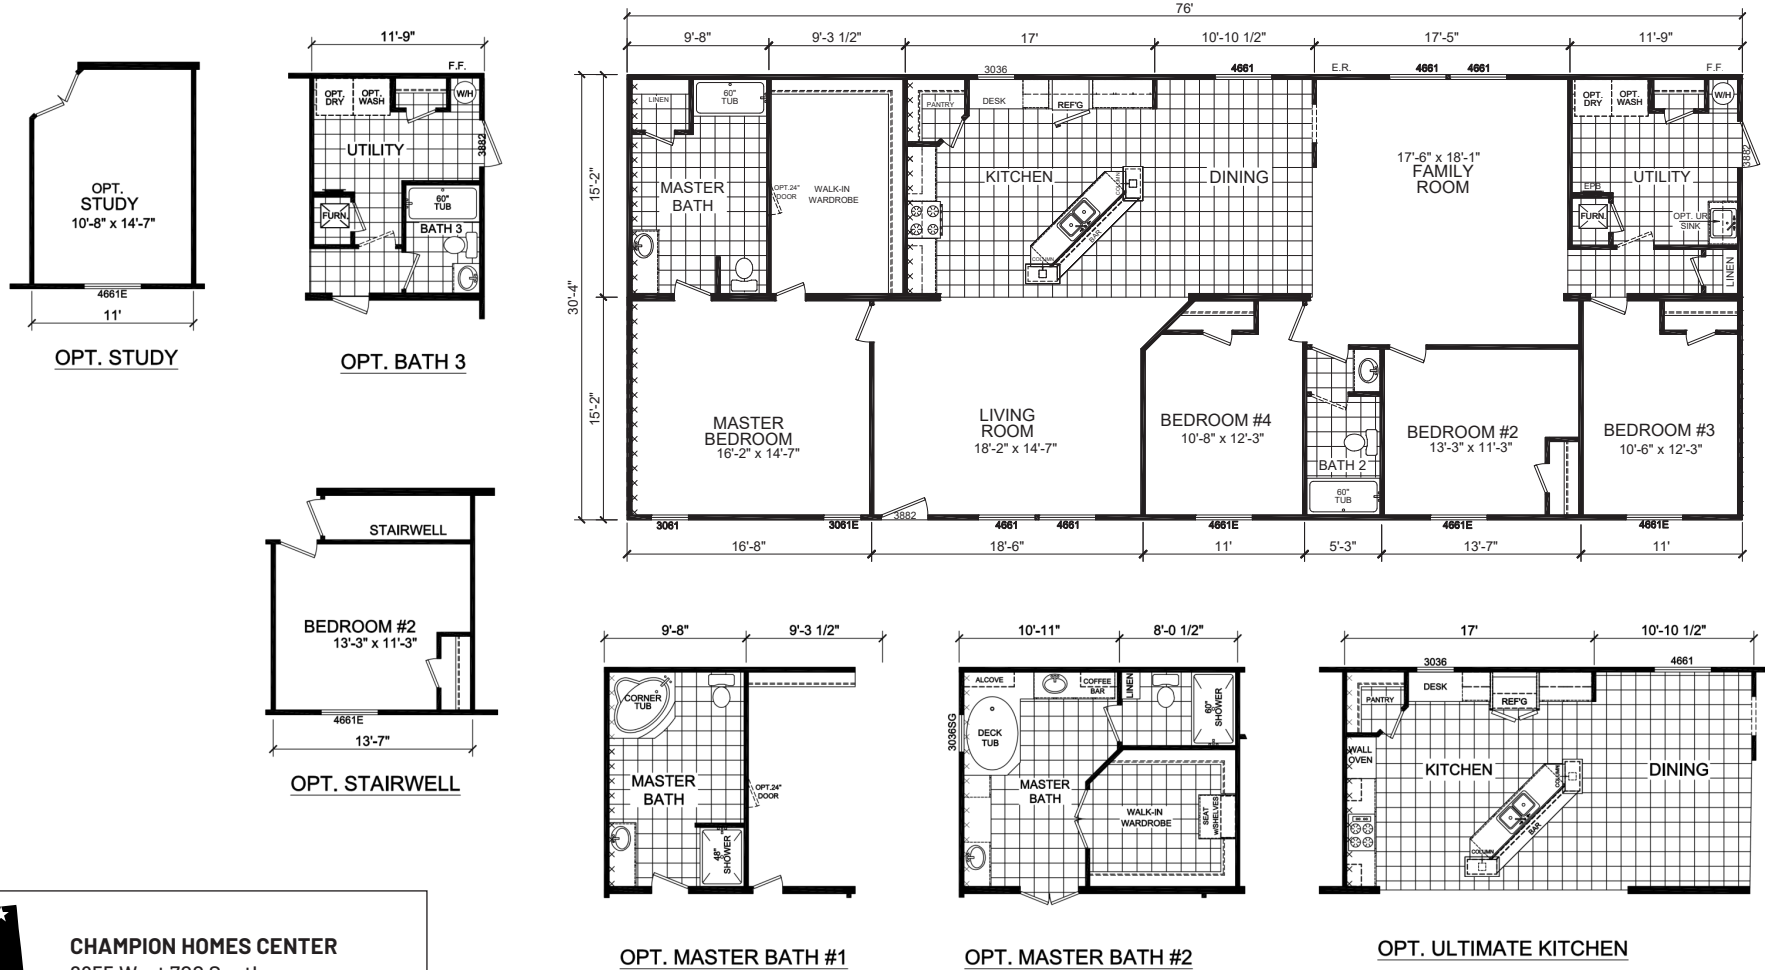 76'
9'-8"
9'-3 1/2"
17'
10'-10 1/2"
17'-5"
11'-9"
3036
4661
E.R.
4661
4661
F.F.
LINEN
60"
TUB
PANTRY
DESK
REF'G
OPT.
DRY
OPT.
WASH
W/H
3882
15'-2"
30'-4"
15'-2"
MASTER
BATH
OPT.24"
DOOR
WALK-IN
WARDROBE
KITCHEN
COLUMN
BAR
COLUMN
DINING
17'-6" x 18'-1"
FAMILY
ROOM
UTILITY
EPB
FURN.
OPT. UR
SINK
LINEN
MASTER
BEDROOM
16'-2" x 14'-7"
LIVING
ROOM
18'-2" x 14'-7"
BEDROOM #4
10'-8" x 12'-3"
BATH 2
60"
TUB
BEDROOM #2
13'-3" x 11'-3"
BEDROOM #3
10'-6" x 12'-3"
3061
3061E
3882
4661
4661
4661E
4661E
4661E
16'-8"
18'-6"
11'
5'-3"
13'-7"
11'
OPT.
STUDY
10'-8" x 14'-7"
4661E
11'
OPT. STUDY
11'-9"
F.F.
OPT.
DRY
OPT.
WASH
W/H
3882
UTILITY
FURN.
60"
TUB
BATH 3
OPT. BATH 3
STAIRWELL
BEDROOM #2
13'-3" x 11'-3"
4661E
13'-7"
OPT. STAIRWELL
9'-8"
9'-3 1/2"
CORNER
TUB
MASTER
BATH
OPT.24"
DOOR
48"
SHOWER
OPT. MASTER BATH #1
10'-11"
8'-0 1/2"
ALCOVE
COFFEE
BAR
LINEN
60"
SHOWER
3036SG
DECK
TUB
MASTER
BATH
WALK-IN
WARDROBE
SEAT
w/SHELVES
OPT. MASTER BATH #2
17'
10'-10 1/2"
3036
4661
PANTRY
DESK
REF'G
WALL
OVEN
KITCHEN
COLUMN
BAR
COLUMN
DINING
OPT. ULTIMATE KITCHEN
CHAMPION HOMES CENTER